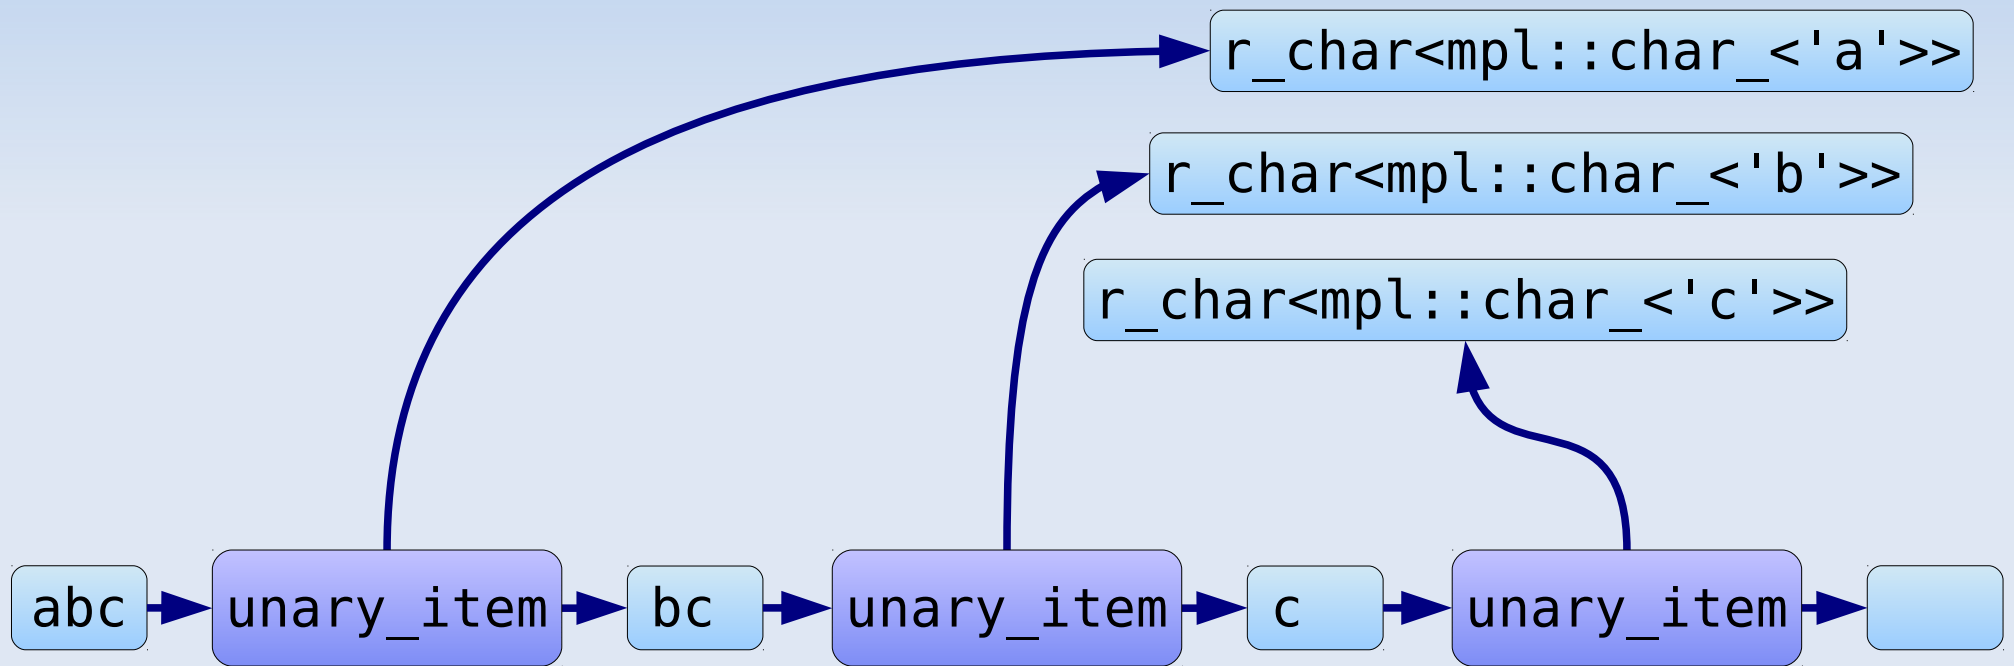 r_char<mpl::char_<'a'>>
r_char<mpl::char_<'b'>>
r_char<mpl::char_<'c'>>
abc unary_item bc unary_item c unary_item